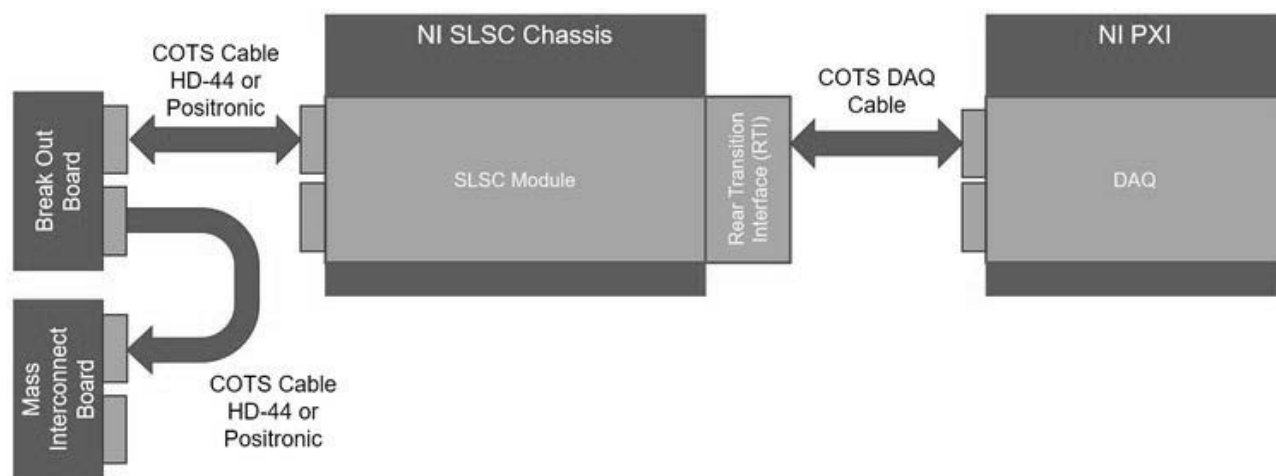 NI SLSC Chassis
NI PXI
COTS Cable
HD-44 or
Positronic
COTS DAQ
Cable
Break Out
Board
SLSC Module
Rear Transition
Interface (RTI)
DAQ
Mass
Interconnect
Board
COTS Cable
HD-44 or
Positronic